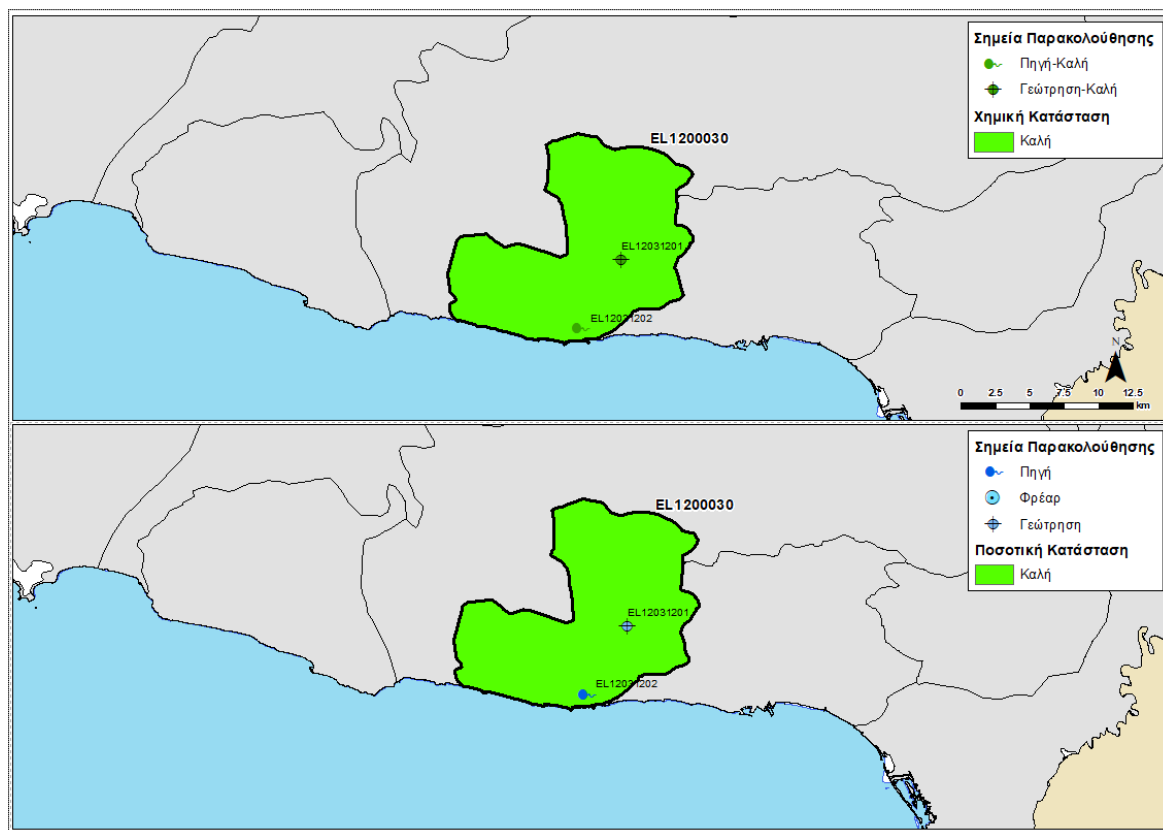 Σημεία Παρακολούθησης
Πηγή-Καλή
Γεώτρηση-Καλή
Χημική Κατάσταση
Καλή
EL1200030
EL12031201
EL12031202
N
0 2.5 5 7.5 10 12.5
km
Σημεία Παρακολούθησης
Πηγή
Φρέαρ
Γεώτρηση
Ποσοτική Κατάσταση
Καλή
EL1200030
EL12031201
EL12031202